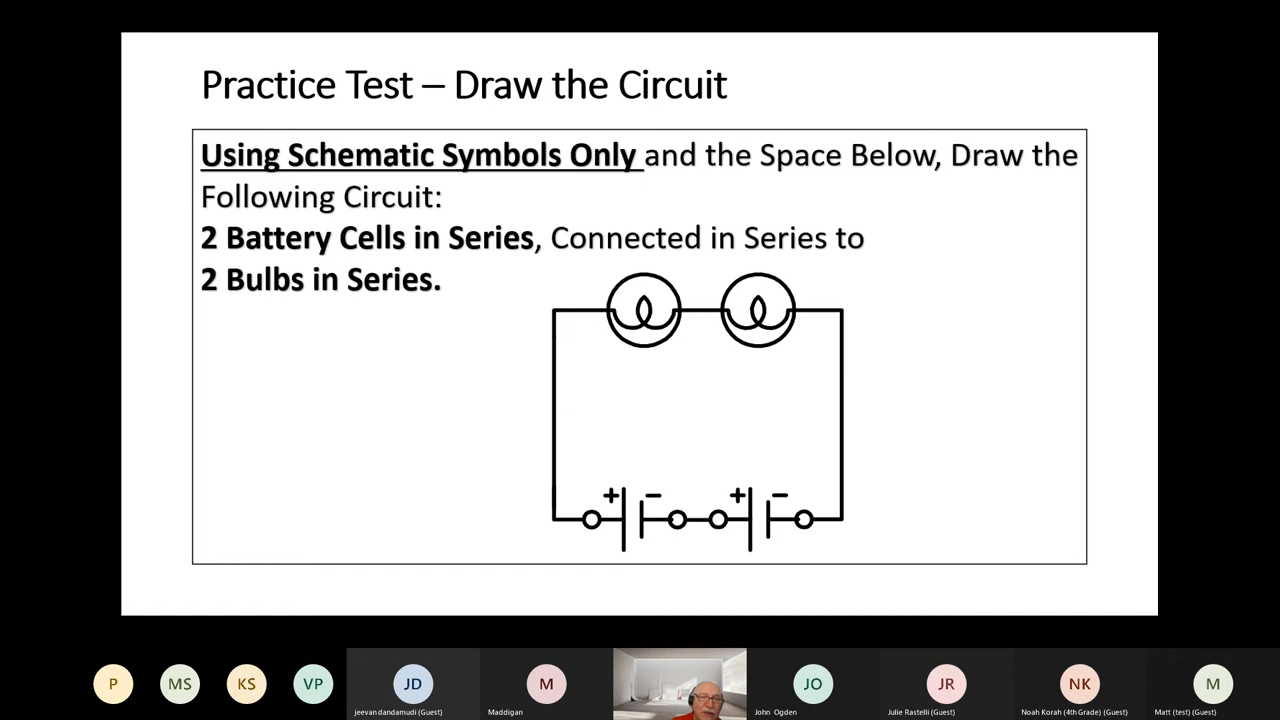 Practice Test – Draw the Circuit
Using Schematic Symbols Only and the Space Below, Draw the
Following Circuit:
2 Battery Cells in Series, Connected in Series to
2 Bulbs in Series.
+ – + –
P MS KS VP JD M JO JR NK M
jeevan dandamudi (Guest) Maddigan John Ogden Julie Rastelli (Guest) Noah Korah (4th Grade) (Guest) Matt (test) (Guest)